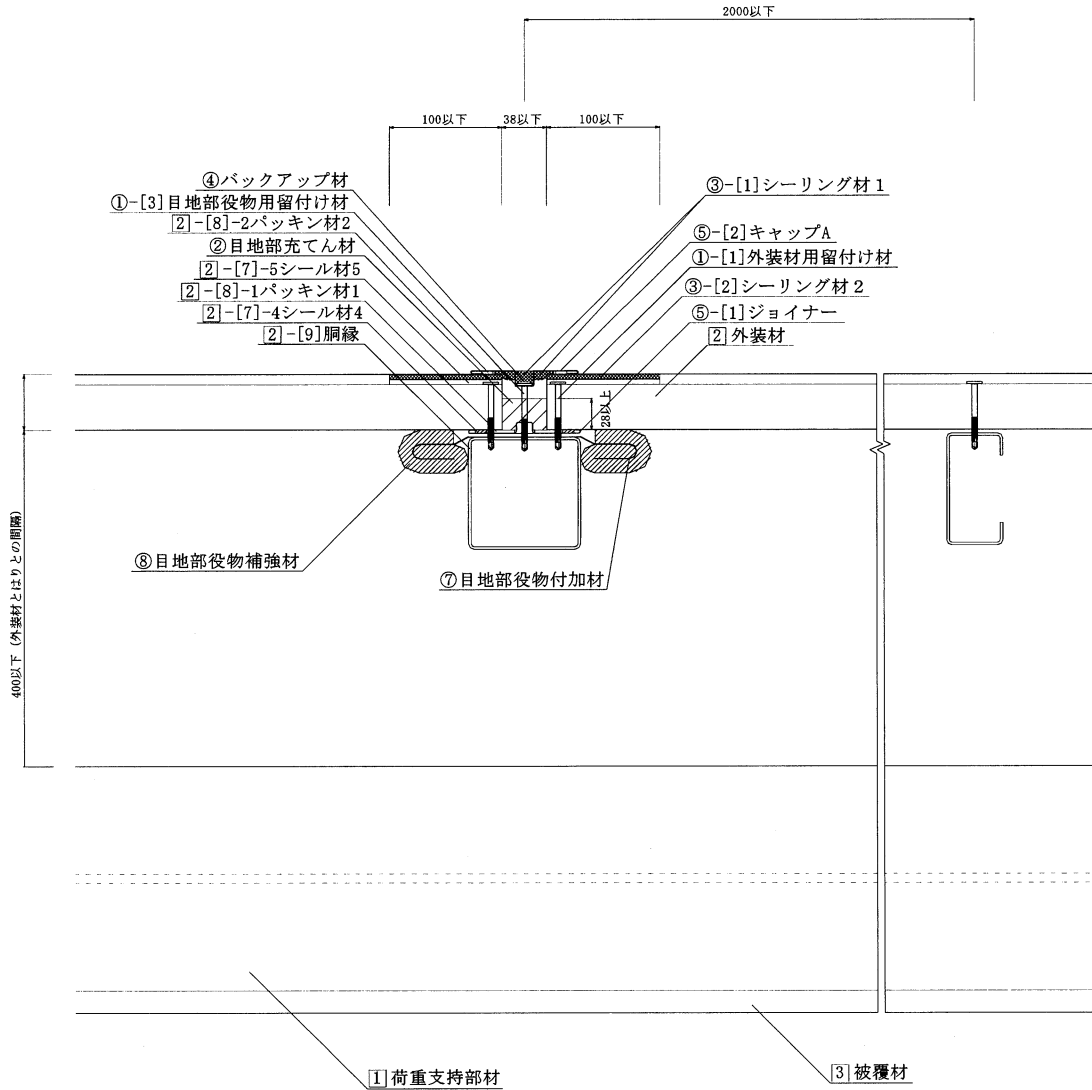 2000以下
100以下 38以下 100以下
④バックアップ材
①-[3]目地部役物用留付け材
2-[8]-2パッキン材2
②目地部充てん材
2-[7]-5シール材5
2-[8]-1パッキン材1
2-[7]-4シール材4
2-[9]胴縁
③-[1]シーリング材1
⑤-[2]キャップA
①-[1]外装材用留付け材
③-[2]シーリング材2
⑤-[1]ジョイナー
2 外装材
28以上
400以下 (外装材とはりとの間隔)
⑧目地部役物補強材
⑦目地部役物付加材
1 荷重支持部材
3 被覆材